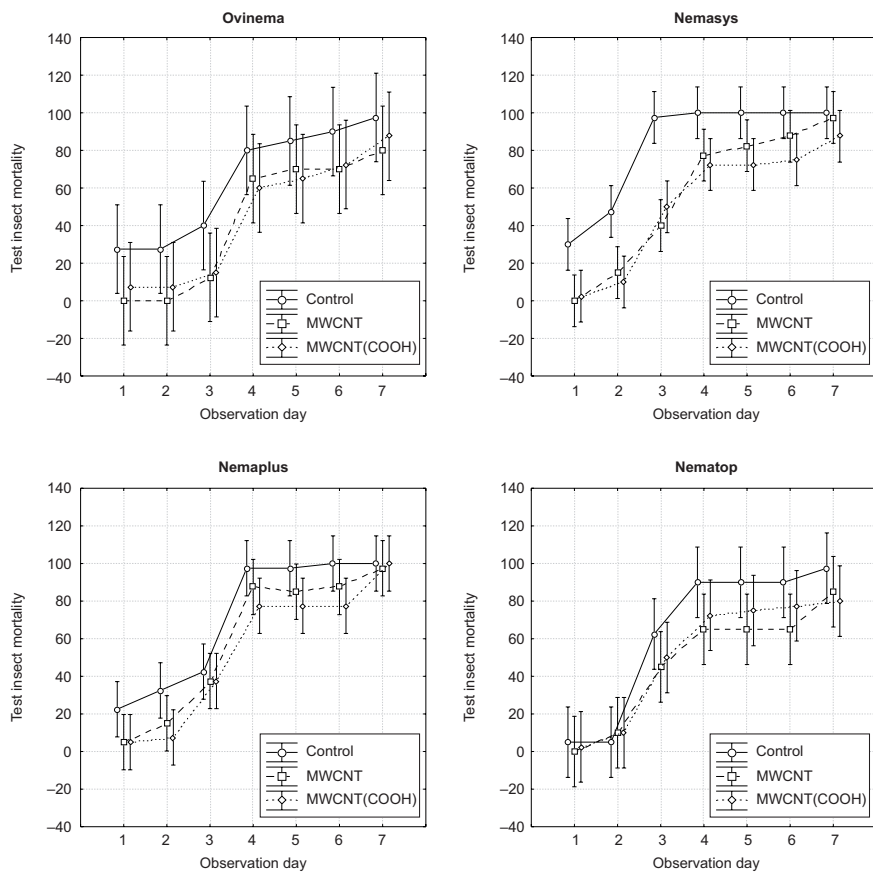 Ovinema
140
120
100
80
60
40
20
0
–20
–40
Test insect mortality
1 2 3 4 5 6 7
Observation day
Control
MWCNT
MWCNT(COOH)
Nemasys
140
120
100
80
60
40
20
0
–20
–40
Test insect mortality
1 2 3 4 5 6 7
Observation day
Control
MWCNT
MWCNT(COOH)
Nemaplus
140
120
100
80
60
40
20
0
–20
–40
Test insect mortality
1 2 3 4 5 6 7
Observation day
Control
MWCNT
MWCNT(COOH)
Nematop
140
120
100
80
60
40
20
0
–20
–40
Test insect mortality
1 2 3 4 5 6 7
Observation day
Control
MWCNT
MWCNT(COOH)